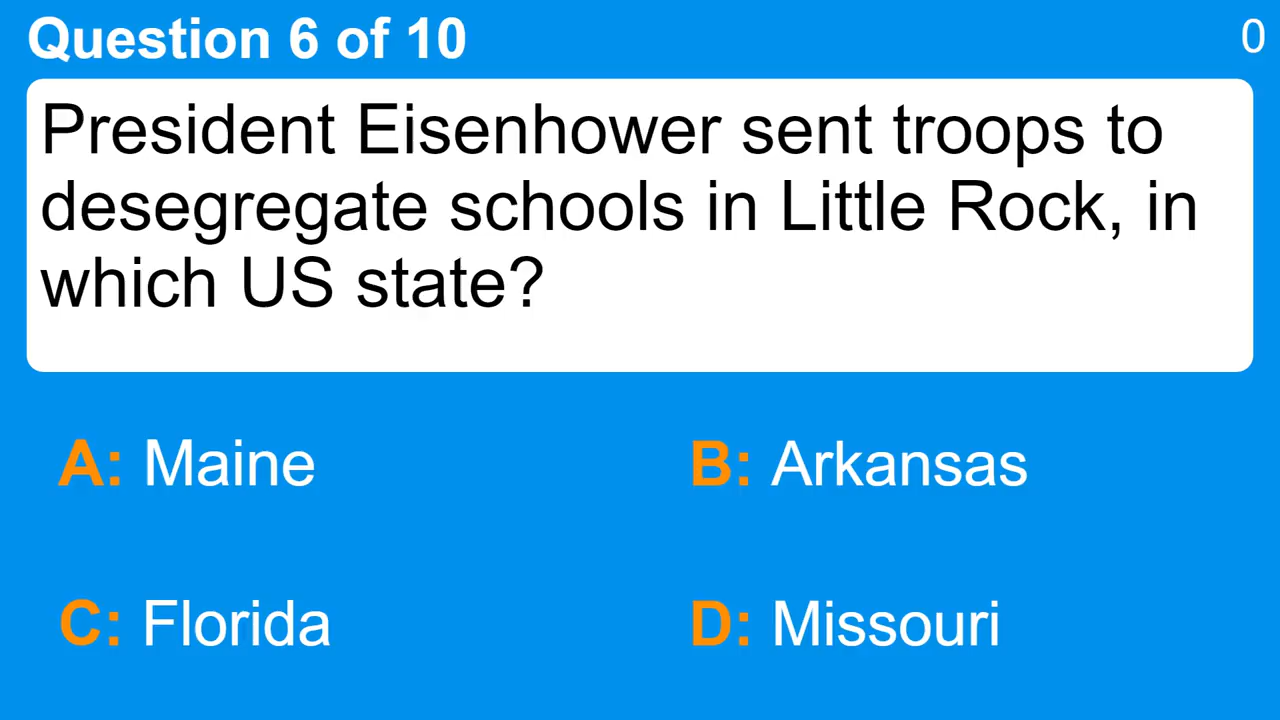 Question 6 of 10
0
President Eisenhower sent troops to
desegregate schools in Little Rock, in
which US state?
A: Maine
B: Arkansas
C: Florida
D: Missouri